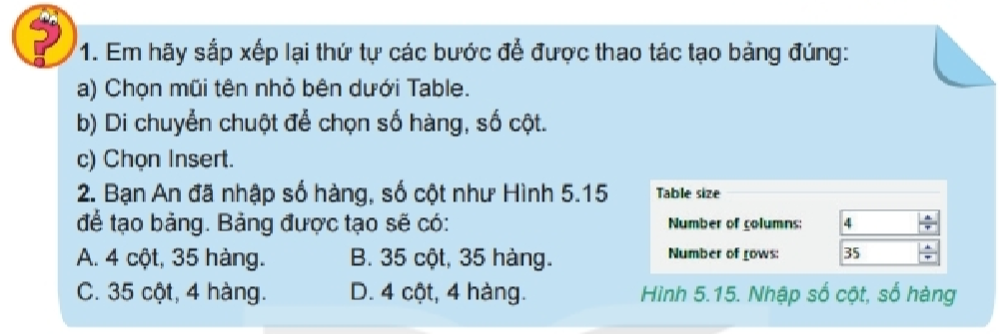 1. Em hãy sắp xếp lại thứ tự các bước để được thao tác tạo bảng đúng:
a) Chọn mũi tên nhỏ bên dưới Table.
b) Di chuyển chuột để chọn số hàng, số cột.
c) Chọn Insert.
2. Bạn An đã nhập số hàng, số cột như Hình 5.15
để tạo bảng. Bảng được tạo sẽ có:
A. 4 cột, 35 hàng. B. 35 cột, 35 hàng.
C. 35 cột, 4 hàng. D. 4 cột, 4 hàng.
Table size
Number of columns: 4
Number of rows: 35
Hình 5.15. Nhập số cột, số hàng